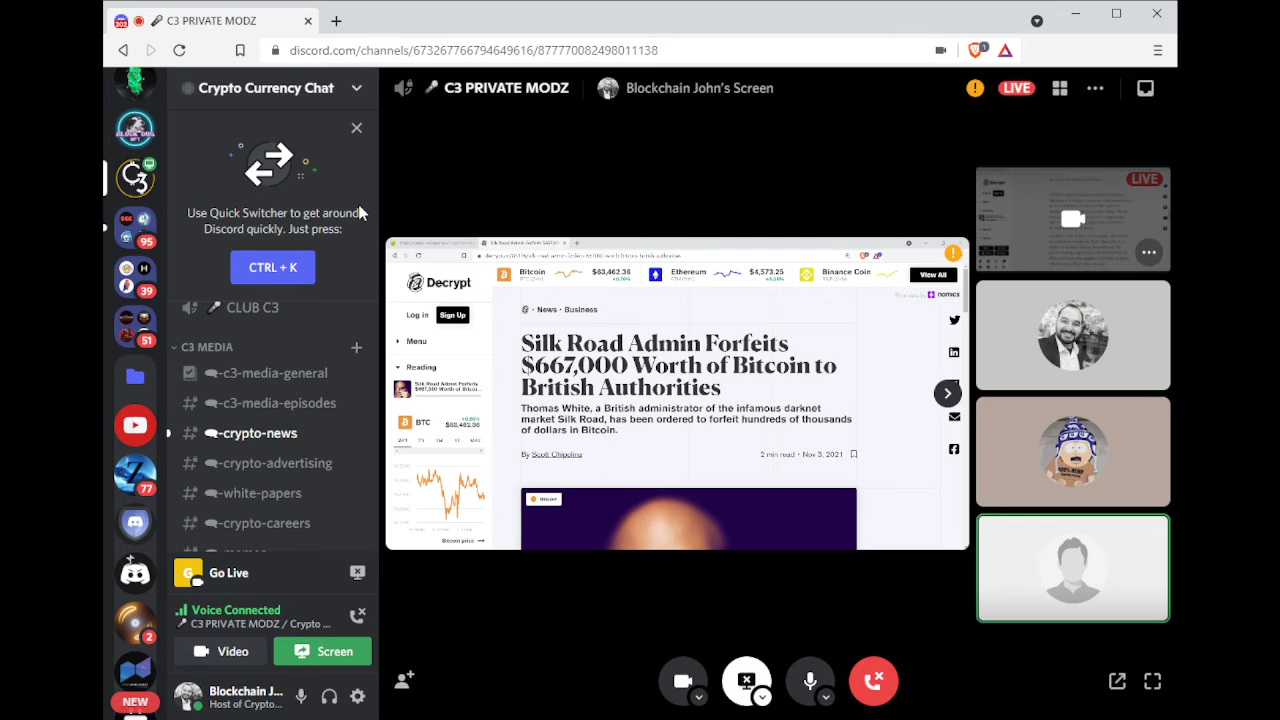 C3 PRIVATE MODZ
discord.com/channels/673267766794649616/877770082498011138
Crypto Currency Chat
C3 PRIVATE MODZ
Blockchain John's Screen
LIVE
Use Quick Switcher to get around
Discord quickly. Just press:
CTRL + K
CLUB C3
C3 MEDIA
-c3-media-general
-c3-media-episodes
-crypto-news
-crypto-advertising
-white-papers
-crypto-careers
Go Live
Voice Connected
C3 PRIVATE MODZ / Crypto ...
Video
Screen
Blockchain J...
Host of Crypto...
95
39
51
77
2
NEW
Decrypt
Bitcoin
$63,462.38
Ethereum
$4,573.25
Binance Coin
View All
nomics
Log in
Sign Up
Menu
Reading
BTC
$63,462.38
Bitcoin price
News · Business
Silk Road Admin Forfeits
$667,000 Worth of Bitcoin to
British Authorities
Thomas White, a British administrator of the infamous darknet
market Silk Road, has been ordered to forfeit hundreds of thousands
of dollars in Bitcoin.
By Scott Chipolina
2 min read • Nov 3, 2021
Bitcoin
LIVE